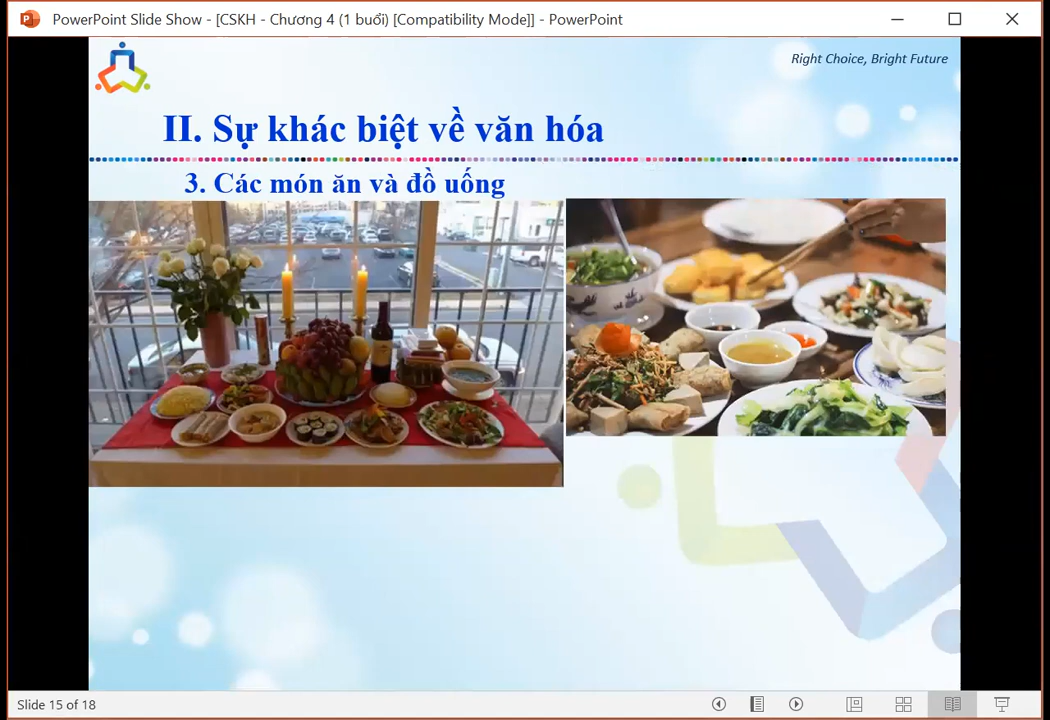 PowerPoint Slide Show - [CSKH - Chương 4 (1 buổi) [Compatibility Mode]] - PowerPoint
Right Choice, Bright Future
II. Sự khác biệt về văn hóa
3. Các món ăn và đồ uống
Slide 15 of 18